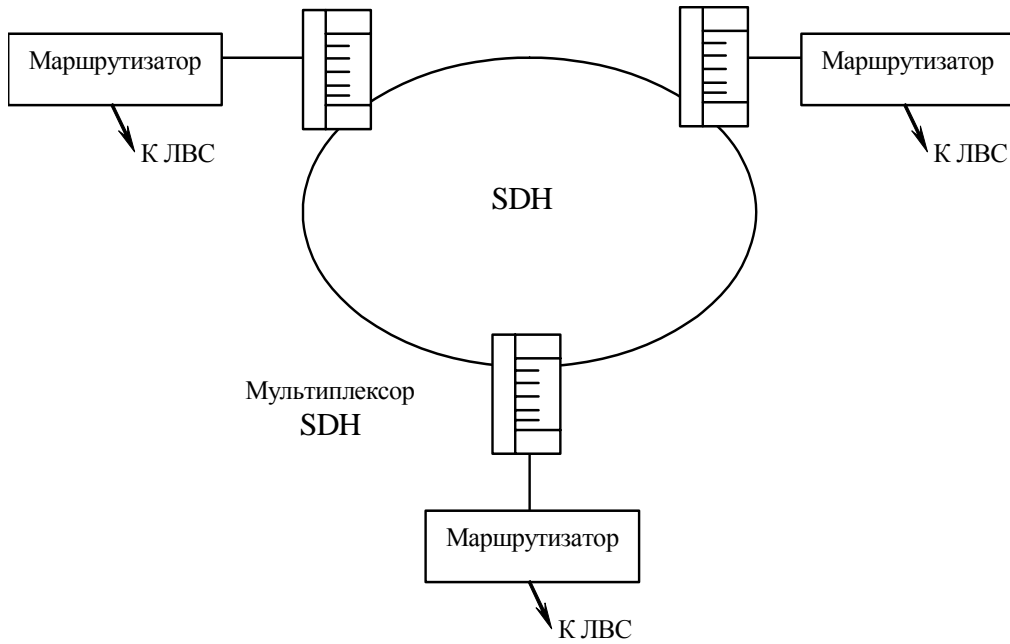 Маршрутизатор
Маршрутизатор
К ЛВС
К ЛВС
SDH
Мультиплексор
SDH
Маршрутизатор
К ЛВС